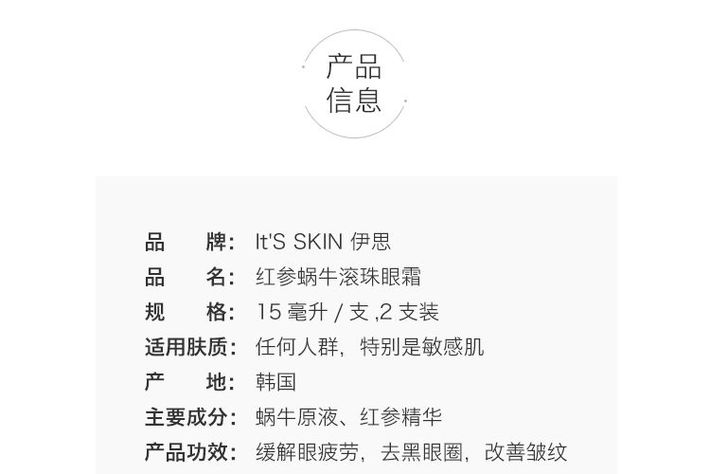 产品
信息
品 牌： It'S SKIN 伊思
品 名： 红参蜗牛滚珠眼霜
规 格： 15 毫升 / 支 ,2 支装
适用肤质： 任何人群，特别是敏感肌
产 地： 韩国
主要成分： 蜗牛原液、红参精华
产品功效： 缓解眼疲劳，去黑眼圈，改善皱纹